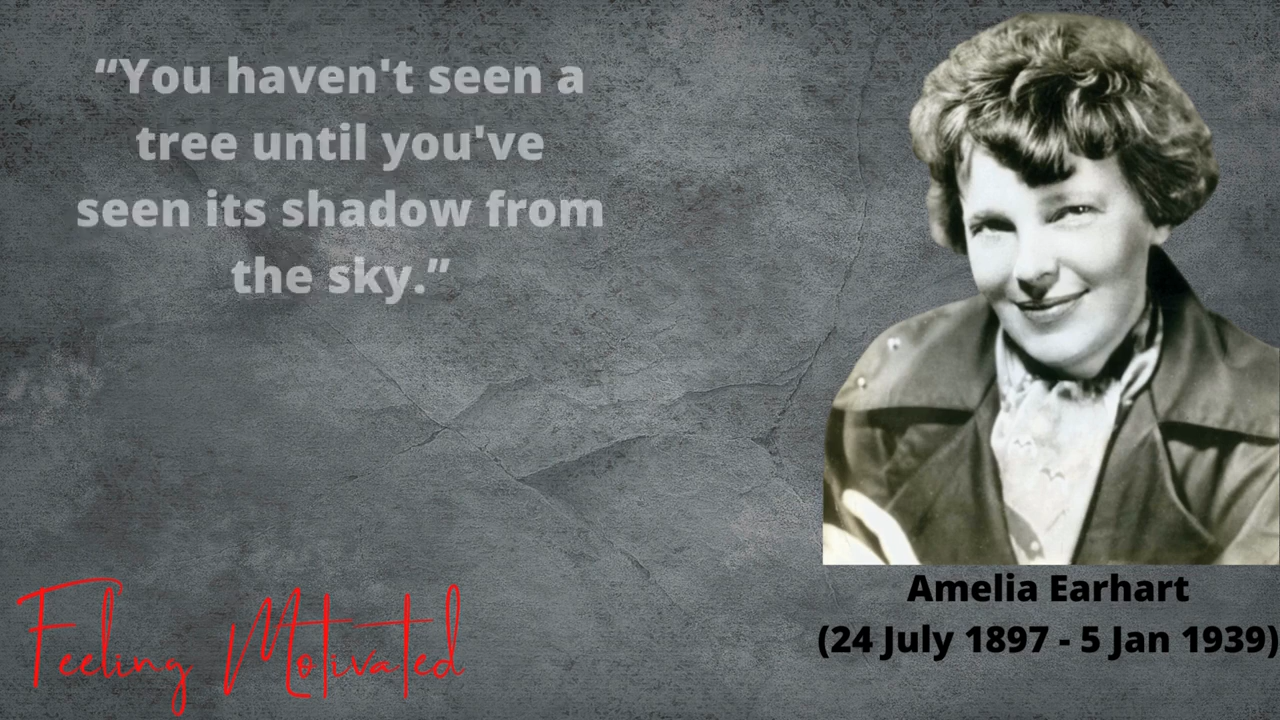 “You haven't seen a
tree until you've
seen its shadow from
the sky.”
Amelia Earhart
(24 July 1897 - 5 Jan 1939)
Feeling Motivated